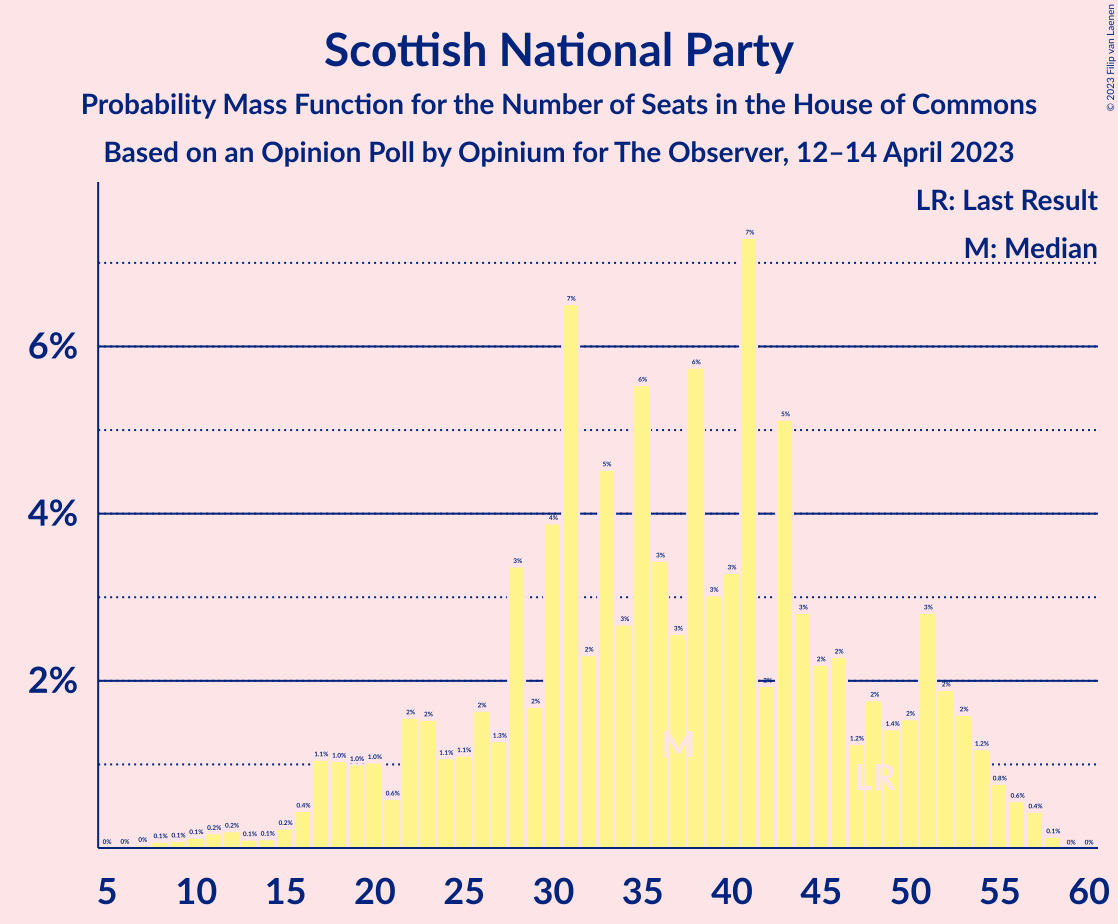 Scottish National Party
Probability Mass Function for the Number of Seats in the House of Commons
Based on an Opinion Poll by Opinium for The Observer, 12–14 April 2023
© 2023 Filip van Laenen
LR: Last Result
M: Median
6%
4%
2%
0% 0% 0% 0.1% 0.1% 0.1% 0.2% 0.2% 0.1% 0.1% 0.2% 0.4% 1.1% 1.0% 1.0% 1.0% 0.6% 2% 2% 1.1% 1.1% 2% 1.3% 3% 2% 4% 7% 2% 5% 3% 6% 3% 3% 6% 3% 3% 7% 2% 5% 3% 2% 2% 1.2% 2% 1.4% 2% 3% 2% 2% 1.2% 0.8% 0.6% 0.4% 0.1% 0% 0%
M
LR
5 10 15 20 25 30 35 40 45 50 55 60